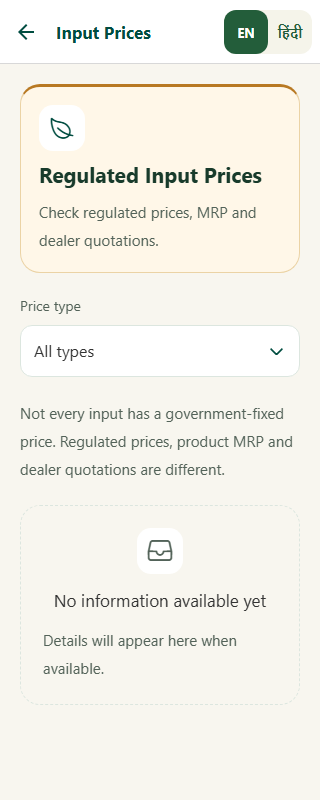 Input Prices
EN
हिंदी
Regulated Input Prices
Check regulated prices, MRP and
dealer quotations.
Price type
All types
Not every input has a government-fixed
price. Regulated prices, product MRP and
dealer quotations are different.
No information available yet
Details will appear here when
available.